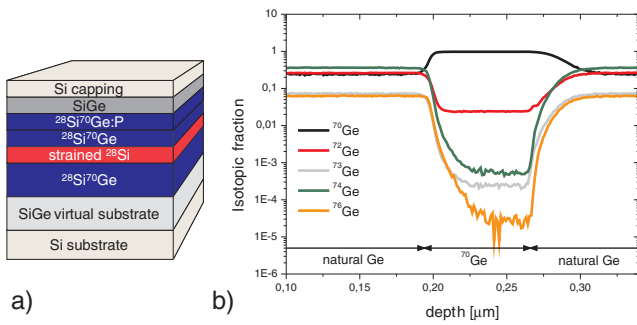 Si capping
SiGe
²⁸Si⁷⁰Ge:P
²⁸Si⁷⁰Ge
strained ²⁸Si
²⁸Si⁷⁰Ge
SiGe virtual substrate
Si substrate
a)
b)
Isotopic fraction
10
1
0,1
0,01
1E-3
1E-4
1E-5
1E-6
⁷⁰Ge
⁷²Ge
⁷³Ge
⁷⁴Ge
⁷⁶Ge
natural Ge
⁷⁰Ge
natural Ge
0,10 0,15 0,20 0,25 0,30
depth [µm]